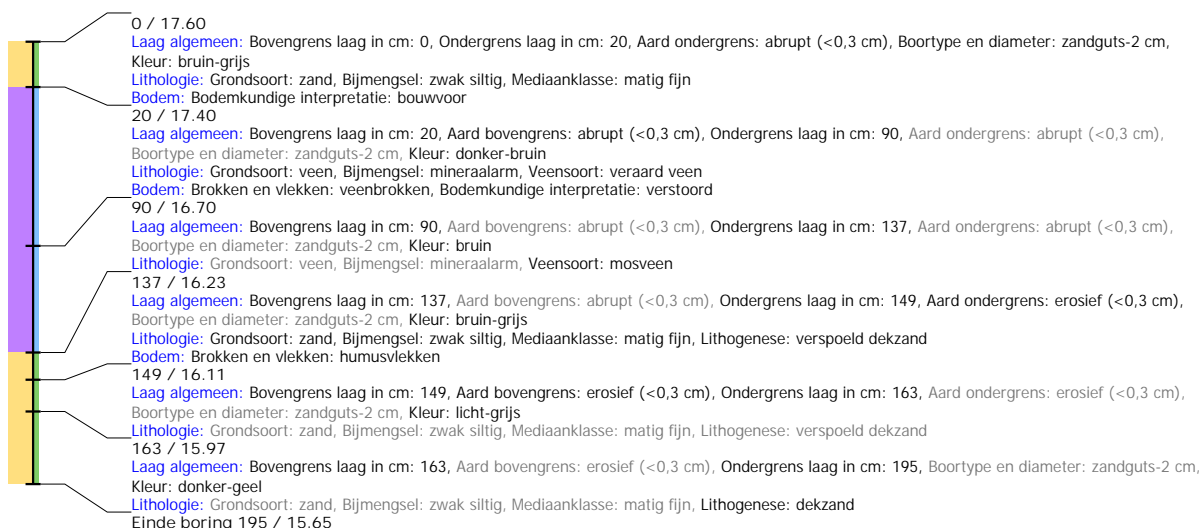 0 / 17.60
Laag algemeen: Bovengrens laag in cm: 0, Ondergrens laag in cm: 20, Aard ondergrens: abrupt (<0,3 cm), Boortype en diameter: zandguts-2 cm,
Kleur: bruin-grijs
Lithologie: Grondsoort: zand, Bijmengsel: zwak siltig, Mediaanklasse: matig fijn
Bodem: Bodemkundige interpretatie: bouwvoor
20 / 17.40
Laag algemeen: Bovengrens laag in cm: 20, Aard bovengrens: abrupt (<0,3 cm), Ondergrens laag in cm: 90, Aard ondergrens: abrupt (<0,3 cm),
Boortype en diameter: zandguts-2 cm, Kleur: donker-bruin
Lithologie: Grondsoort: veen, Bijmengsel: mineraalarm, Veensoort: veraard veen
Bodem: Brokken en vlekken: veenbrokken, Bodemkundige interpretatie: verstoord
90 / 16.70
Laag algemeen: Bovengrens laag in cm: 90, Aard bovengrens: abrupt (<0,3 cm), Ondergrens laag in cm: 137, Aard ondergrens: abrupt (<0,3 cm),
Boortype en diameter: zandguts-2 cm, Kleur: bruin
Lithologie: Grondsoort: veen, Bijmengsel: mineraalarm, Veensoort: mosveen
137 / 16.23
Laag algemeen: Bovengrens laag in cm: 137, Aard bovengrens: abrupt (<0,3 cm), Ondergrens laag in cm: 149, Aard ondergrens: erosief (<0,3 cm),
Boortype en diameter: zandguts-2 cm, Kleur: bruin-grijs
Lithologie: Grondsoort: zand, Bijmengsel: zwak siltig, Mediaanklasse: matig fijn, Lithogenese: verspoeld dekzand
Bodem: Brokken en vlekken: humusvlekken
149 / 16.11
Laag algemeen: Bovengrens laag in cm: 149, Aard bovengrens: erosief (<0,3 cm), Ondergrens laag in cm: 163, Aard ondergrens: erosief (<0,3 cm),
Boortype en diameter: zandguts-2 cm, Kleur: licht-grijs
Lithologie: Grondsoort: zand, Bijmengsel: zwak siltig, Mediaanklasse: matig fijn, Lithogenese: verspoeld dekzand
163 / 15.97
Laag algemeen: Bovengrens laag in cm: 163, Aard bovengrens: erosief (<0,3 cm), Ondergrens laag in cm: 195, Boortype en diameter: zandguts-2 cm,
Kleur: donker-geel
Lithologie: Grondsoort: zand, Bijmengsel: zwak siltig, Mediaanklasse: matig fijn, Lithogenese: dekzand
Einde boring 195 / 15.65